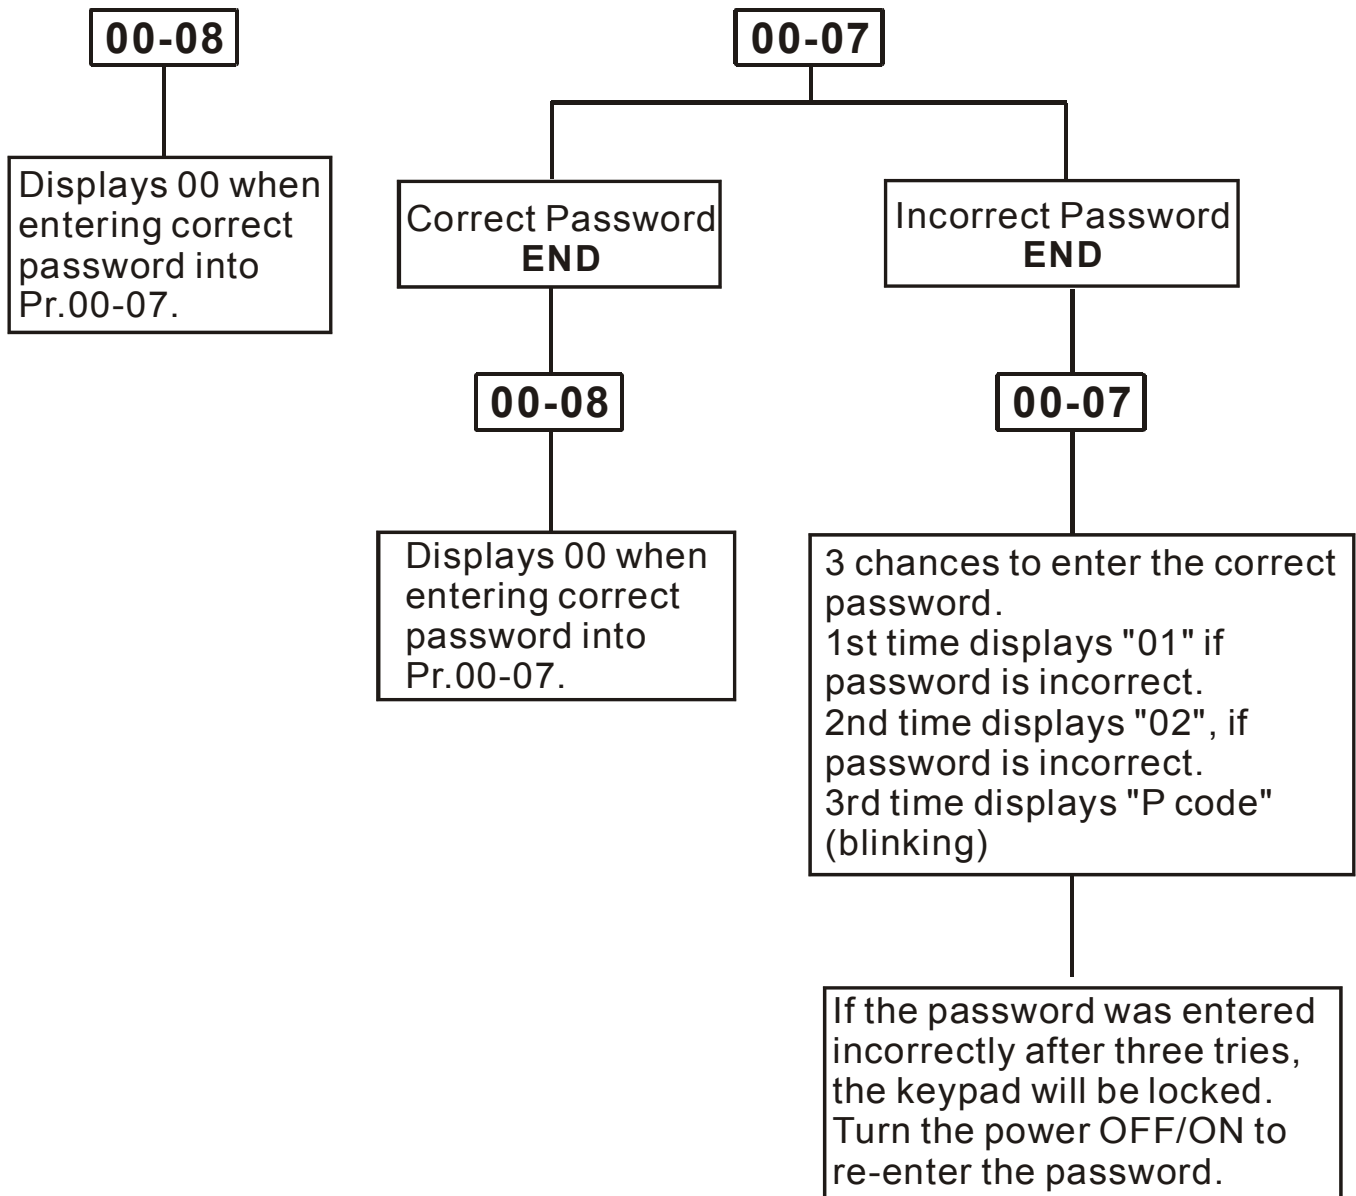 00-08
Displays 00 when
entering correct
password into
Pr.00-07.
00-07
Correct Password
END
00-08
Displays 00 when
entering correct
password into
Pr.00-07.
Incorrect Password
END
00-07
3 chances to enter the correct
password.
1st time displays "01" if
password is incorrect.
2nd time displays "02", if
password is incorrect.
3rd time displays "P code"
(blinking)
If the password was entered
incorrectly after three tries,
the keypad will be locked.
Turn the power OFF/ON to
re-enter the password.